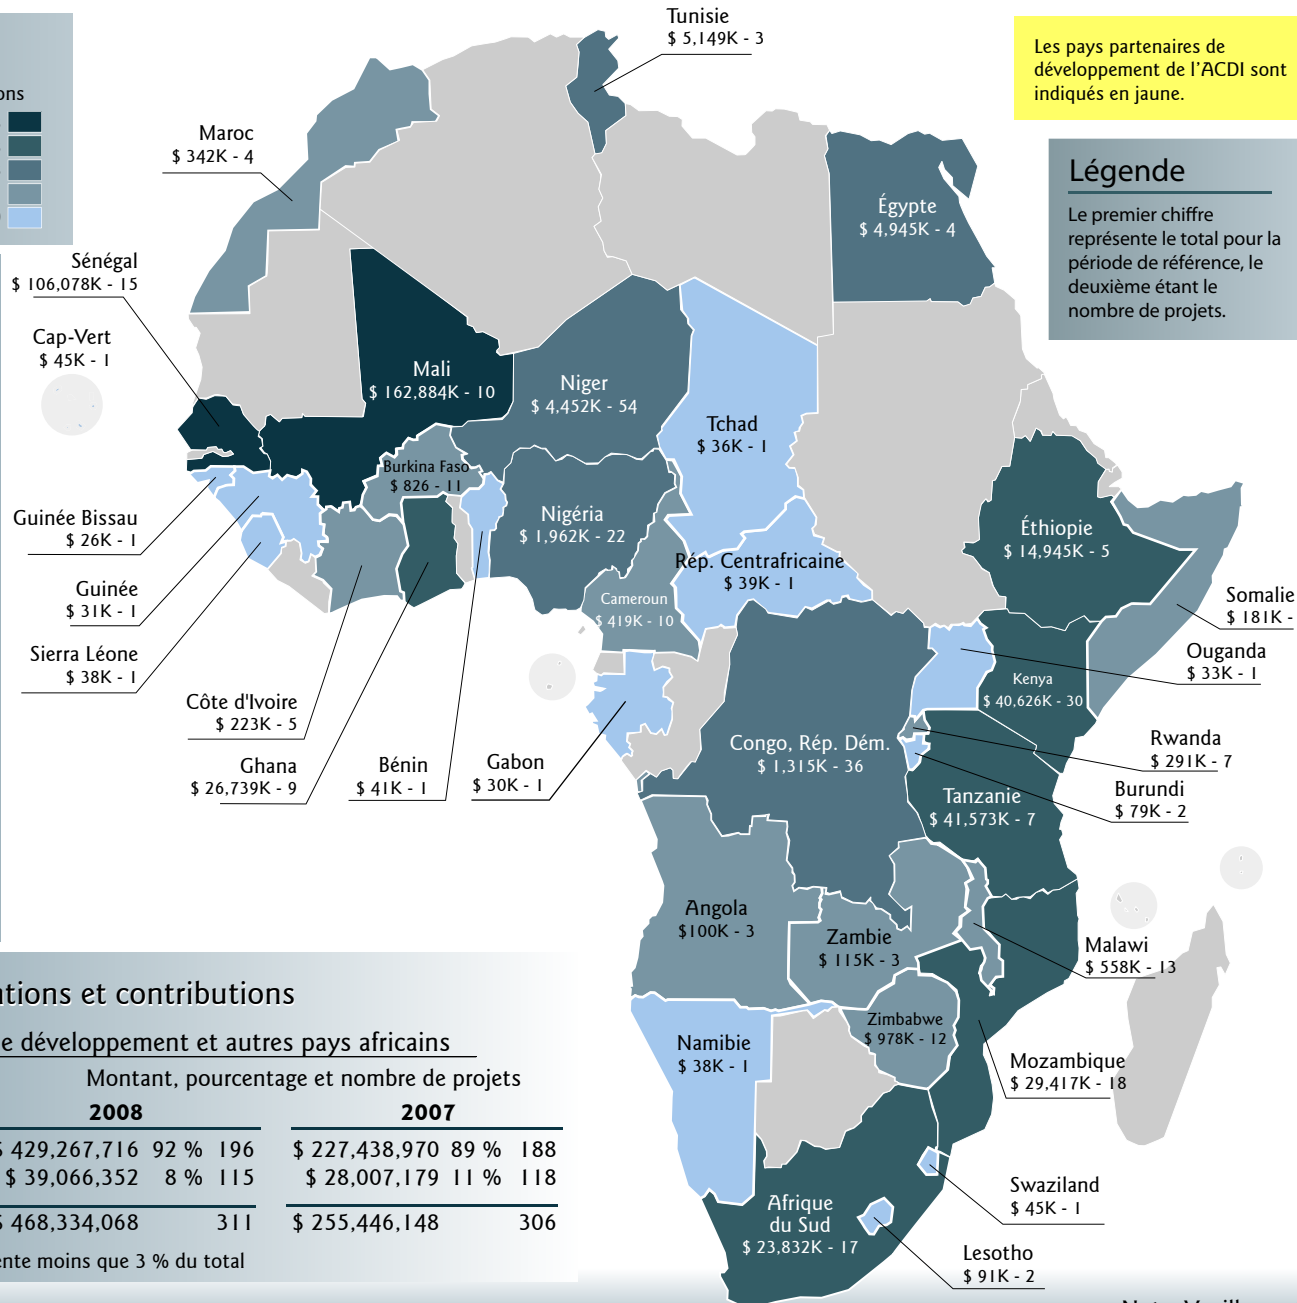 Tunisie
$ 5,149K - 3
Les pays partenaires de
développement de l'ACDI sont
indiqués en jaune.
ons
Maroc
$ 342K - 4
Légende
Le premier chiffre
représente le total pour la
période de référence, le
deuxième étant le
nombre de projets.
Égypte
$ 4,945K - 4
Sénégal
$ 106,078K - 15
Cap-Vert
$ 45K - 1
Mali
$ 162,884K - 10
Niger
$ 4,452K - 54
Tchad
$ 36K - 1
Burkina Faso
$ 826 - 11
Guinée Bissau
$ 26K - 1
Nigéria
$ 1,962K - 22
Éthiopie
$ 14,945K - 5
Rép. Centrafricaine
$ 39K - 1
Guinée
$ 31K - 1
Cameroun
$ 419K - 10
Somalie
$ 181K -
Sierra Léone
$ 38K - 1
Ouganda
$ 33K - 1
Kenya
$ 40,626K - 30
Côte d'Ivoire
$ 223K - 5
Ghana
$ 26,739K - 9
Bénin
$ 41K - 1
Gabon
$ 30K - 1
Congo, Rép. Dém.
$ 1,315K - 36
Rwanda
$ 291K - 7
Burundi
$ 79K - 2
Tanzanie
$ 41,573K - 7
Angola
$100K - 3
Zambie
$ 115K - 3
Malawi
$ 558K - 13
Zimbabwe
$ 978K - 12
Namibie
$ 38K - 1
Mozambique
$ 29,417K - 18
Swaziland
$ 45K - 1
Afrique
du Sud
$ 23,832K - 17
Lesotho
$ 91K - 2
ations et contributions
e développement et autres pays africains
Montant, pourcentage et nombre de projets
2008 2007
$ 429,267,716 92 % 196 $ 227,438,970 89 % 188
$ 39,066,352 8 % 115 $ 28,007,179 11 % 118
$ 468,334,068 311 $ 255,446,148 306
ente moins que 3 % du total